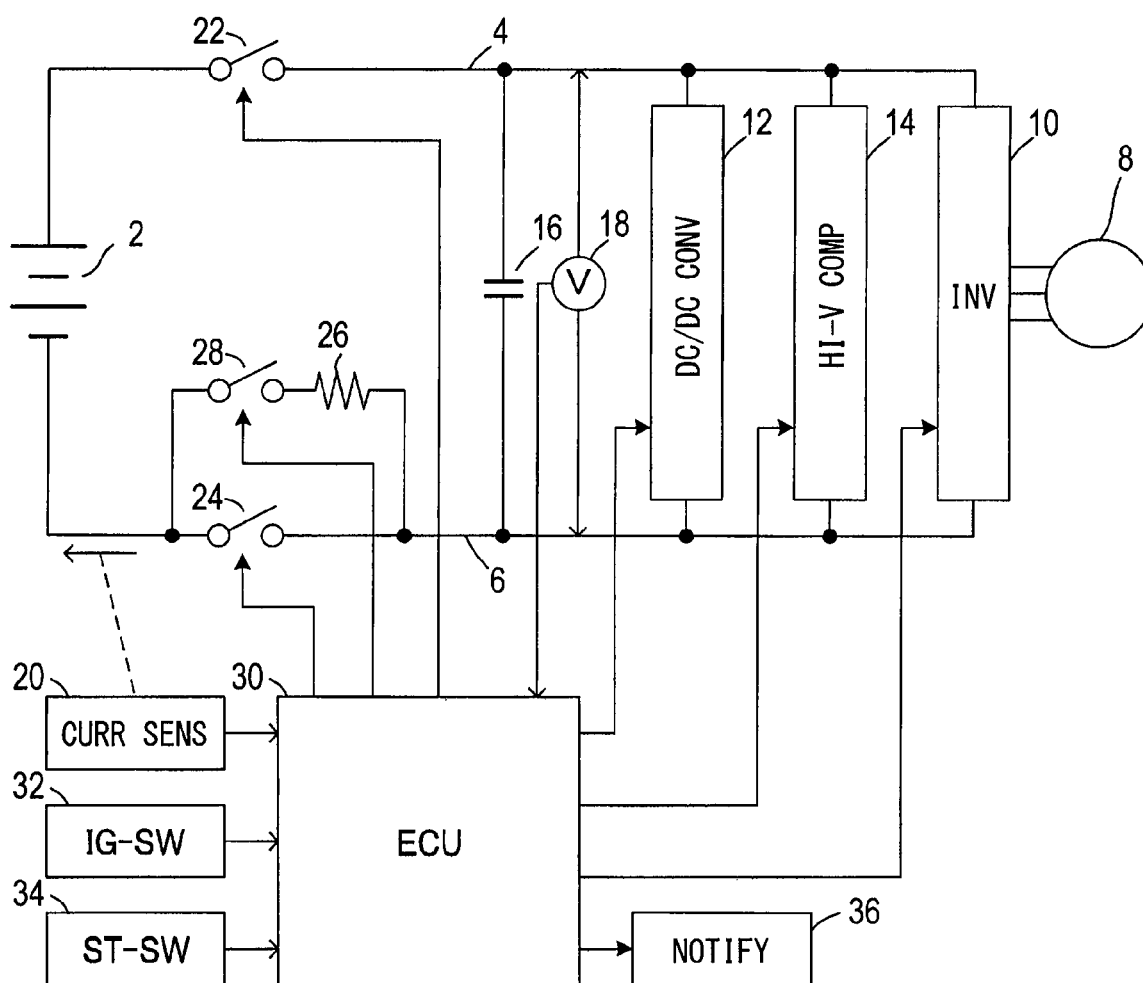 22
4
12
14
10
8
2
16
18
V
DC/DC CONV
HI-V COMP
INV
28
26
24
6
20
30
CURR SENS
32
IG-SW
ECU
34
36
ST-SW
NOTIFY